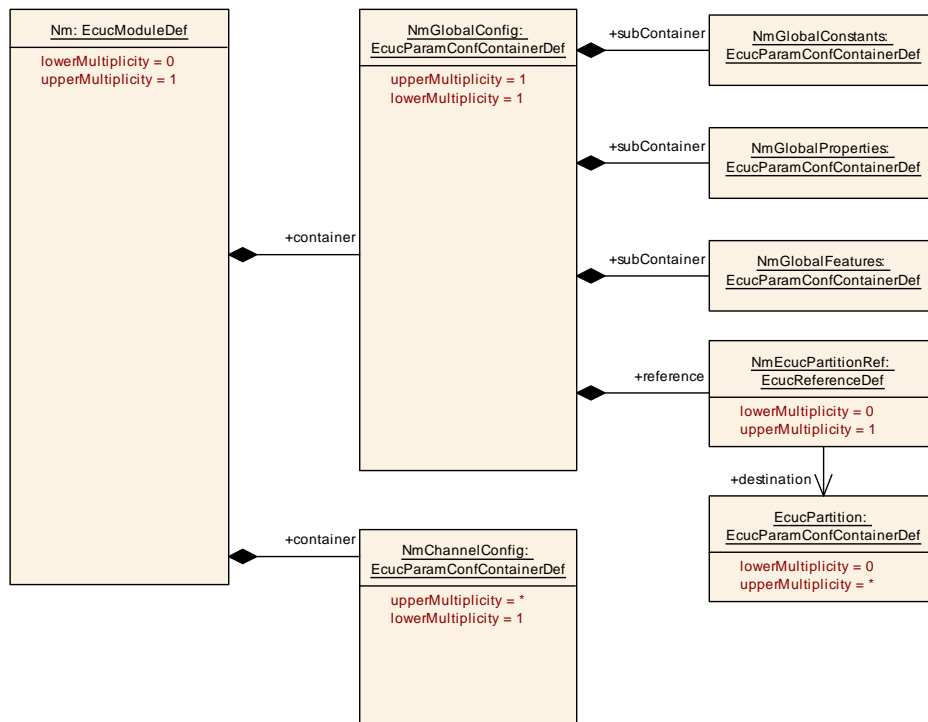 Nm: EcucModuleDef
lowerMultiplicity = 0
upperMultiplicity = 1
+container
+container
NmGlobalConfig:
EcucParamConfContainerDef
upperMultiplicity = 1
lowerMultiplicity = 1
+subContainer
NmGlobalConstants:
EcucParamConfContainerDef
+subContainer
NmGlobalProperties:
EcucParamConfContainerDef
+subContainer
NmGlobalFeatures:
EcucParamConfContainerDef
+reference
NmEcucPartitionRef:
EcucReferenceDef
lowerMultiplicity = 0
upperMultiplicity = 1
+destination
EcucPartition:
EcucParamConfContainerDef
lowerMultiplicity = 0
upperMultiplicity = *
NmChannelConfig:
EcucParamConfContainerDef
upperMultiplicity = *
lowerMultiplicity = 1